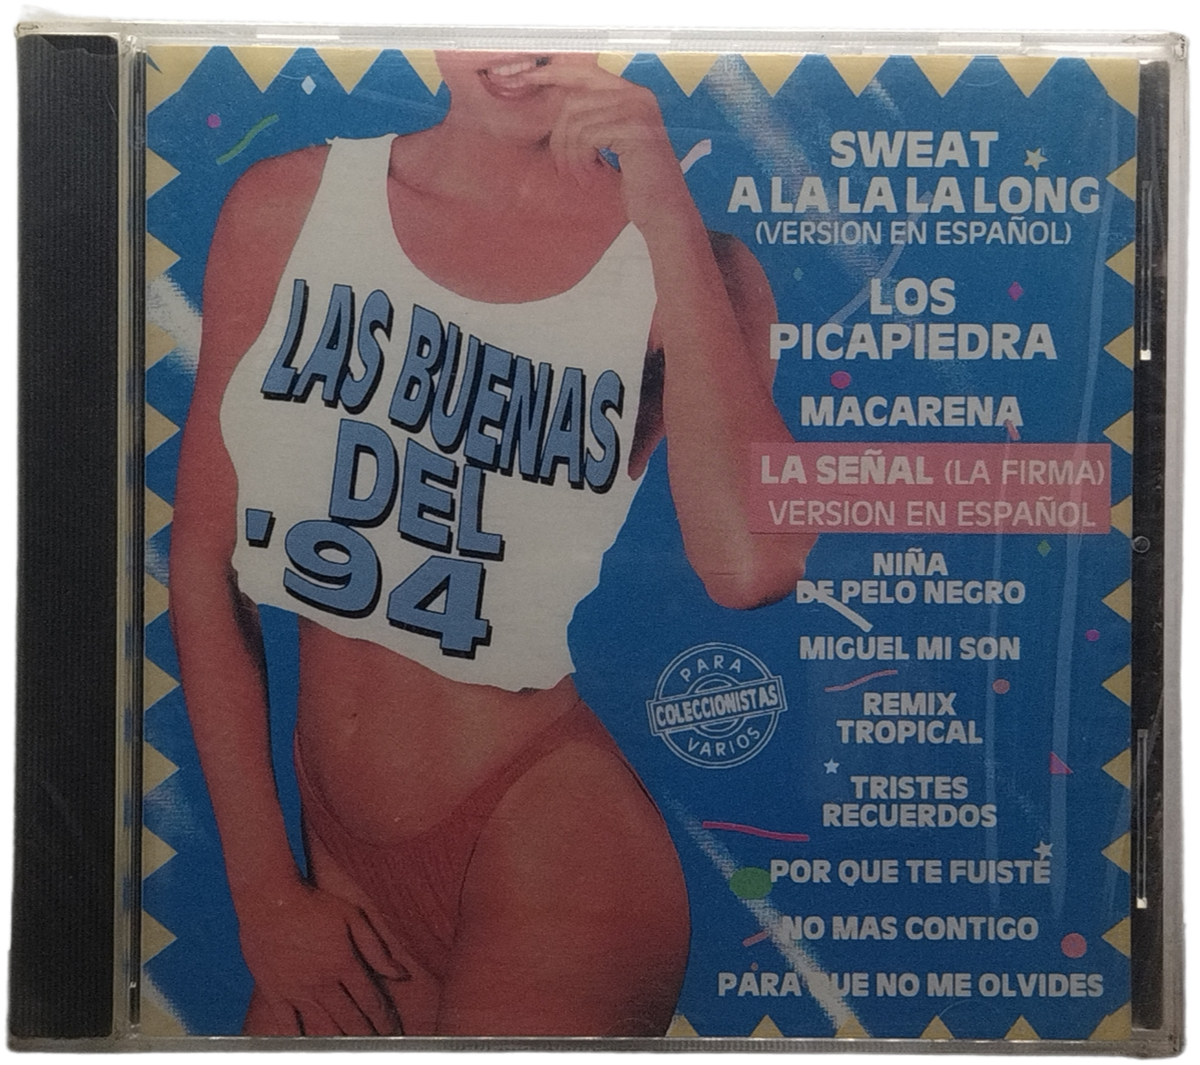 LAS BUENAS
DEL
'94
SWEAT
A LA LA LA LA LONG
(VERSION EN ESPAÑOL)
LOS
PICAPIEDRA
MACARENA
LA SEÑAL (LA FIRMA)
VERSION EN ESPAÑOL
NIÑA
DE PELO NEGRO
MIGUEL MI SON
REMIX
TROPICAL
TRISTES
RECUERDOS
POR QUE TE FUISTE
NO MAS CONTIGO
PARA QUE NO ME OLVIDES
PARA
COLECCIONISTAS
VARIOS